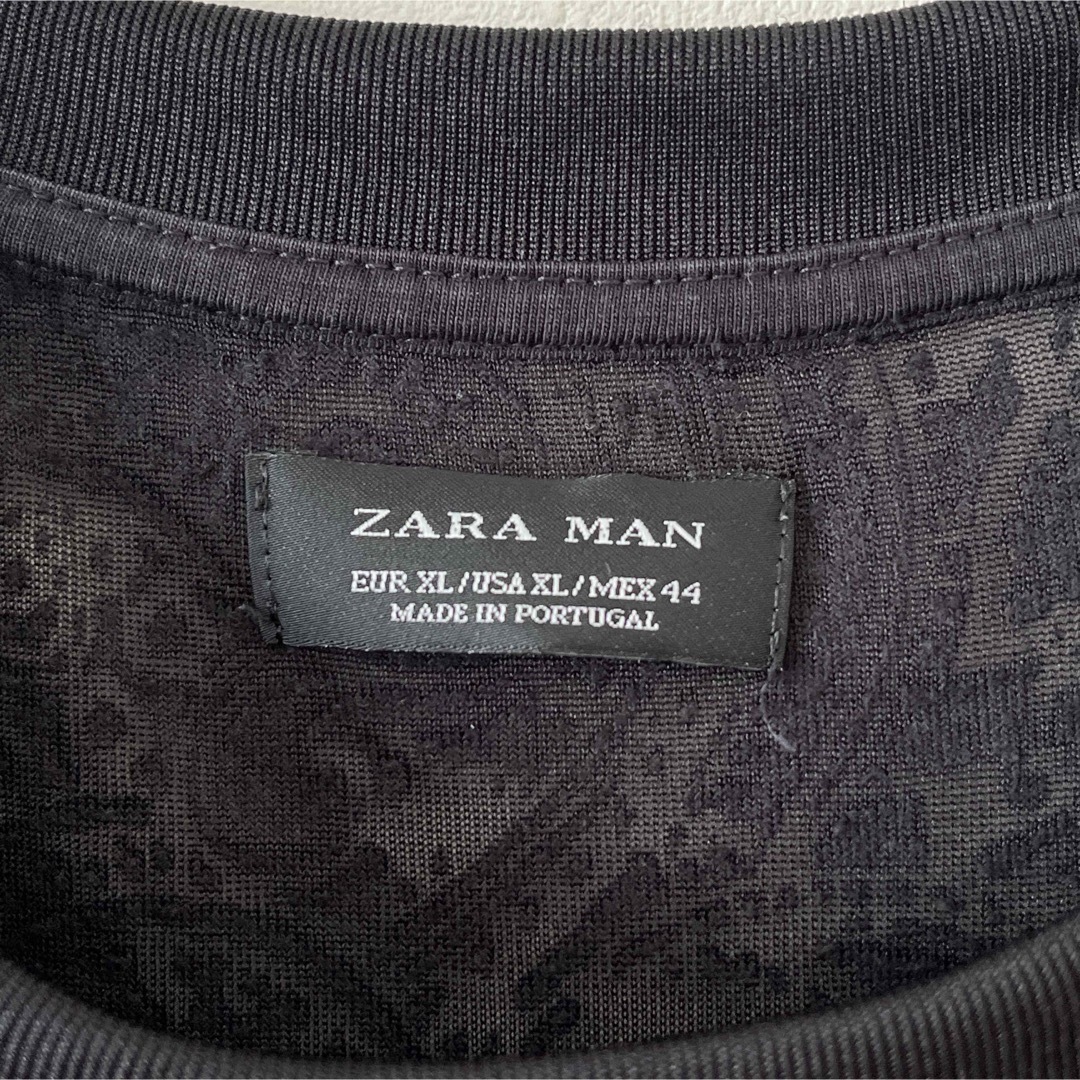 ZARA MAN
EUR XL/USA XL/MEX 44
MADE IN PORTUGAL